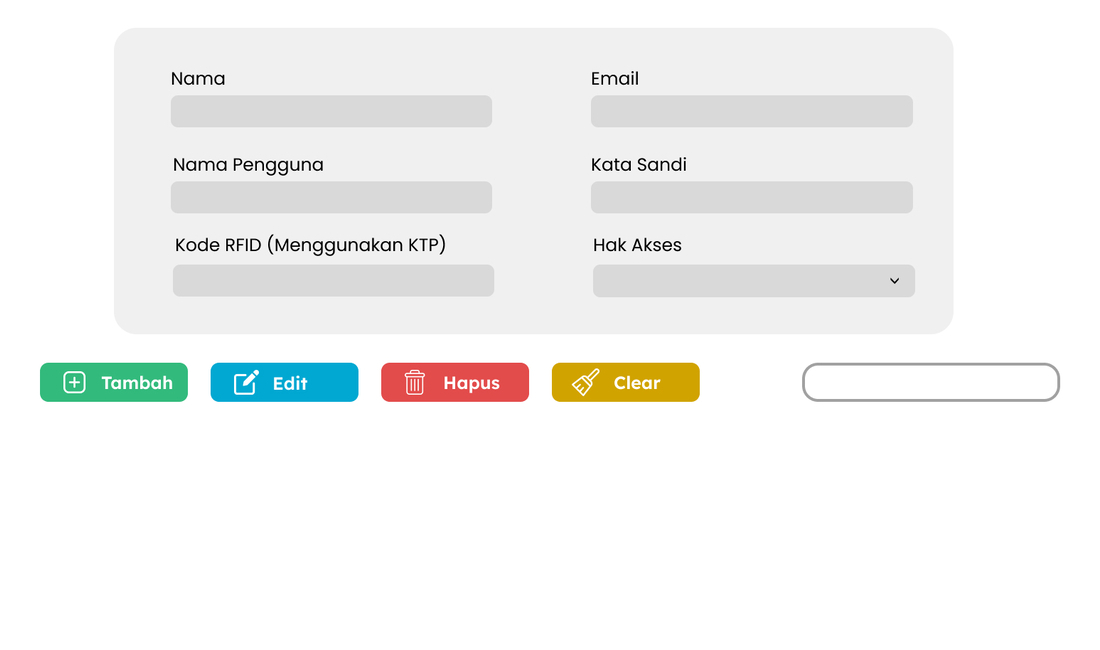 Nama
Email
Nama Pengguna
Kata Sandi
Kode RFID (Menggunakan KTP)
Hak Akses
Tambah
Edit
Hapus
Clear